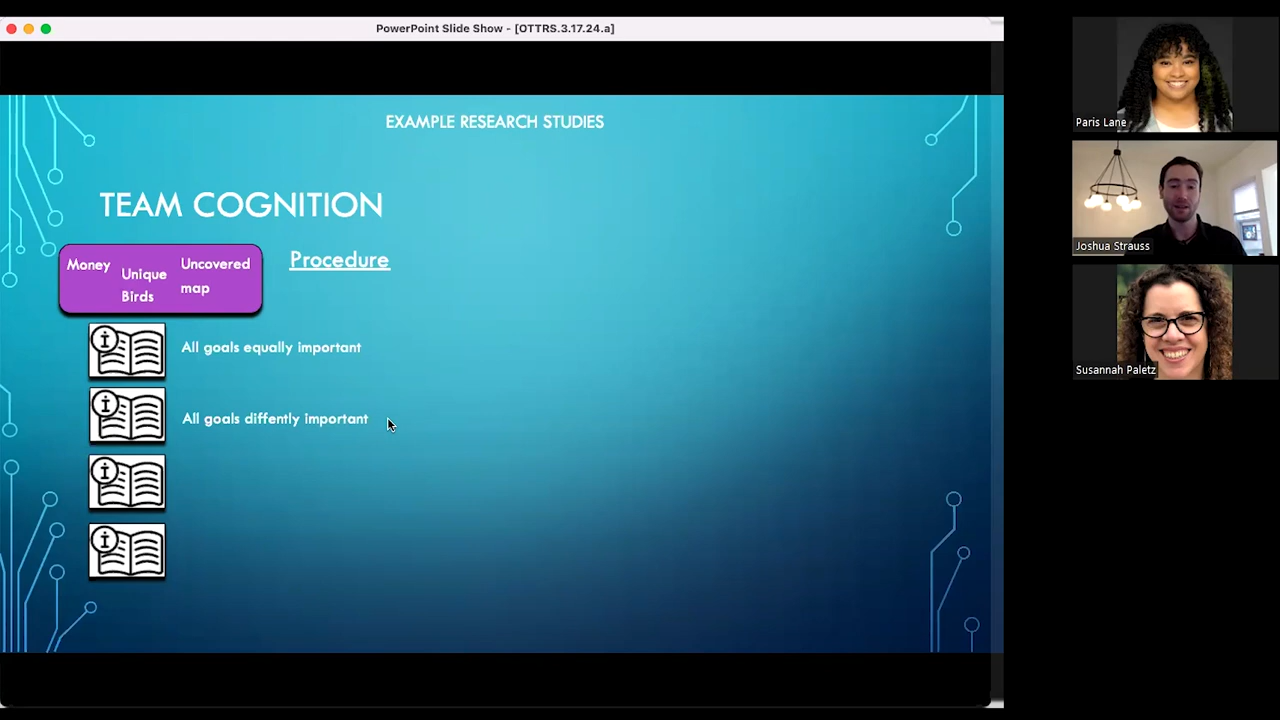 PowerPoint Slide Show - [OTTRS.3.17.24.a]
EXAMPLE RESEARCH STUDIES
TEAM COGNITION
Money
Unique
Birds
Uncovered
map
Procedure
All goals equally important
All goals diffently important
Paris Lane
Joshua Strauss
Susannah Paletz